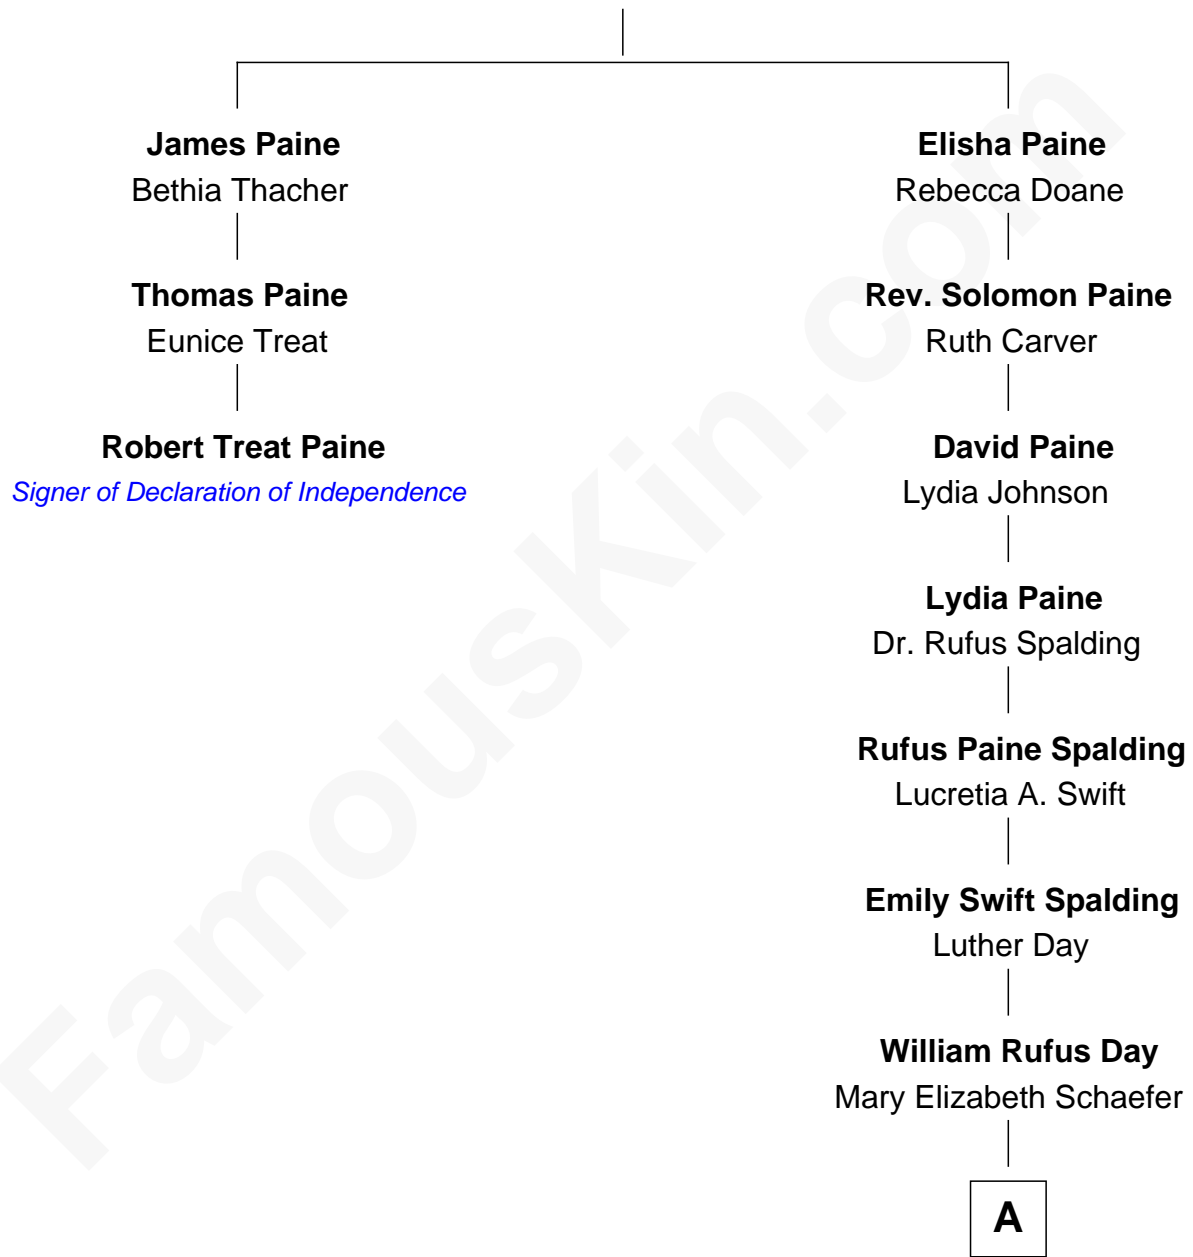 James Paine
Bethia Thacher
Thomas Paine
Eunice Treat
Robert Treat Paine
Signer of Declaration of Independence
Elisha Paine
Rebecca Doane
Rev. Solomon Paine
Ruth Carver
David Paine
Lydia Johnson
Lydia Paine
Dr. Rufus Spalding
Rufus Paine Spalding
Lucretia A. Swift
Emily Swift Spalding
Luther Day
William Rufus Day
Mary Elizabeth Schaefer
A
FamousKin.com